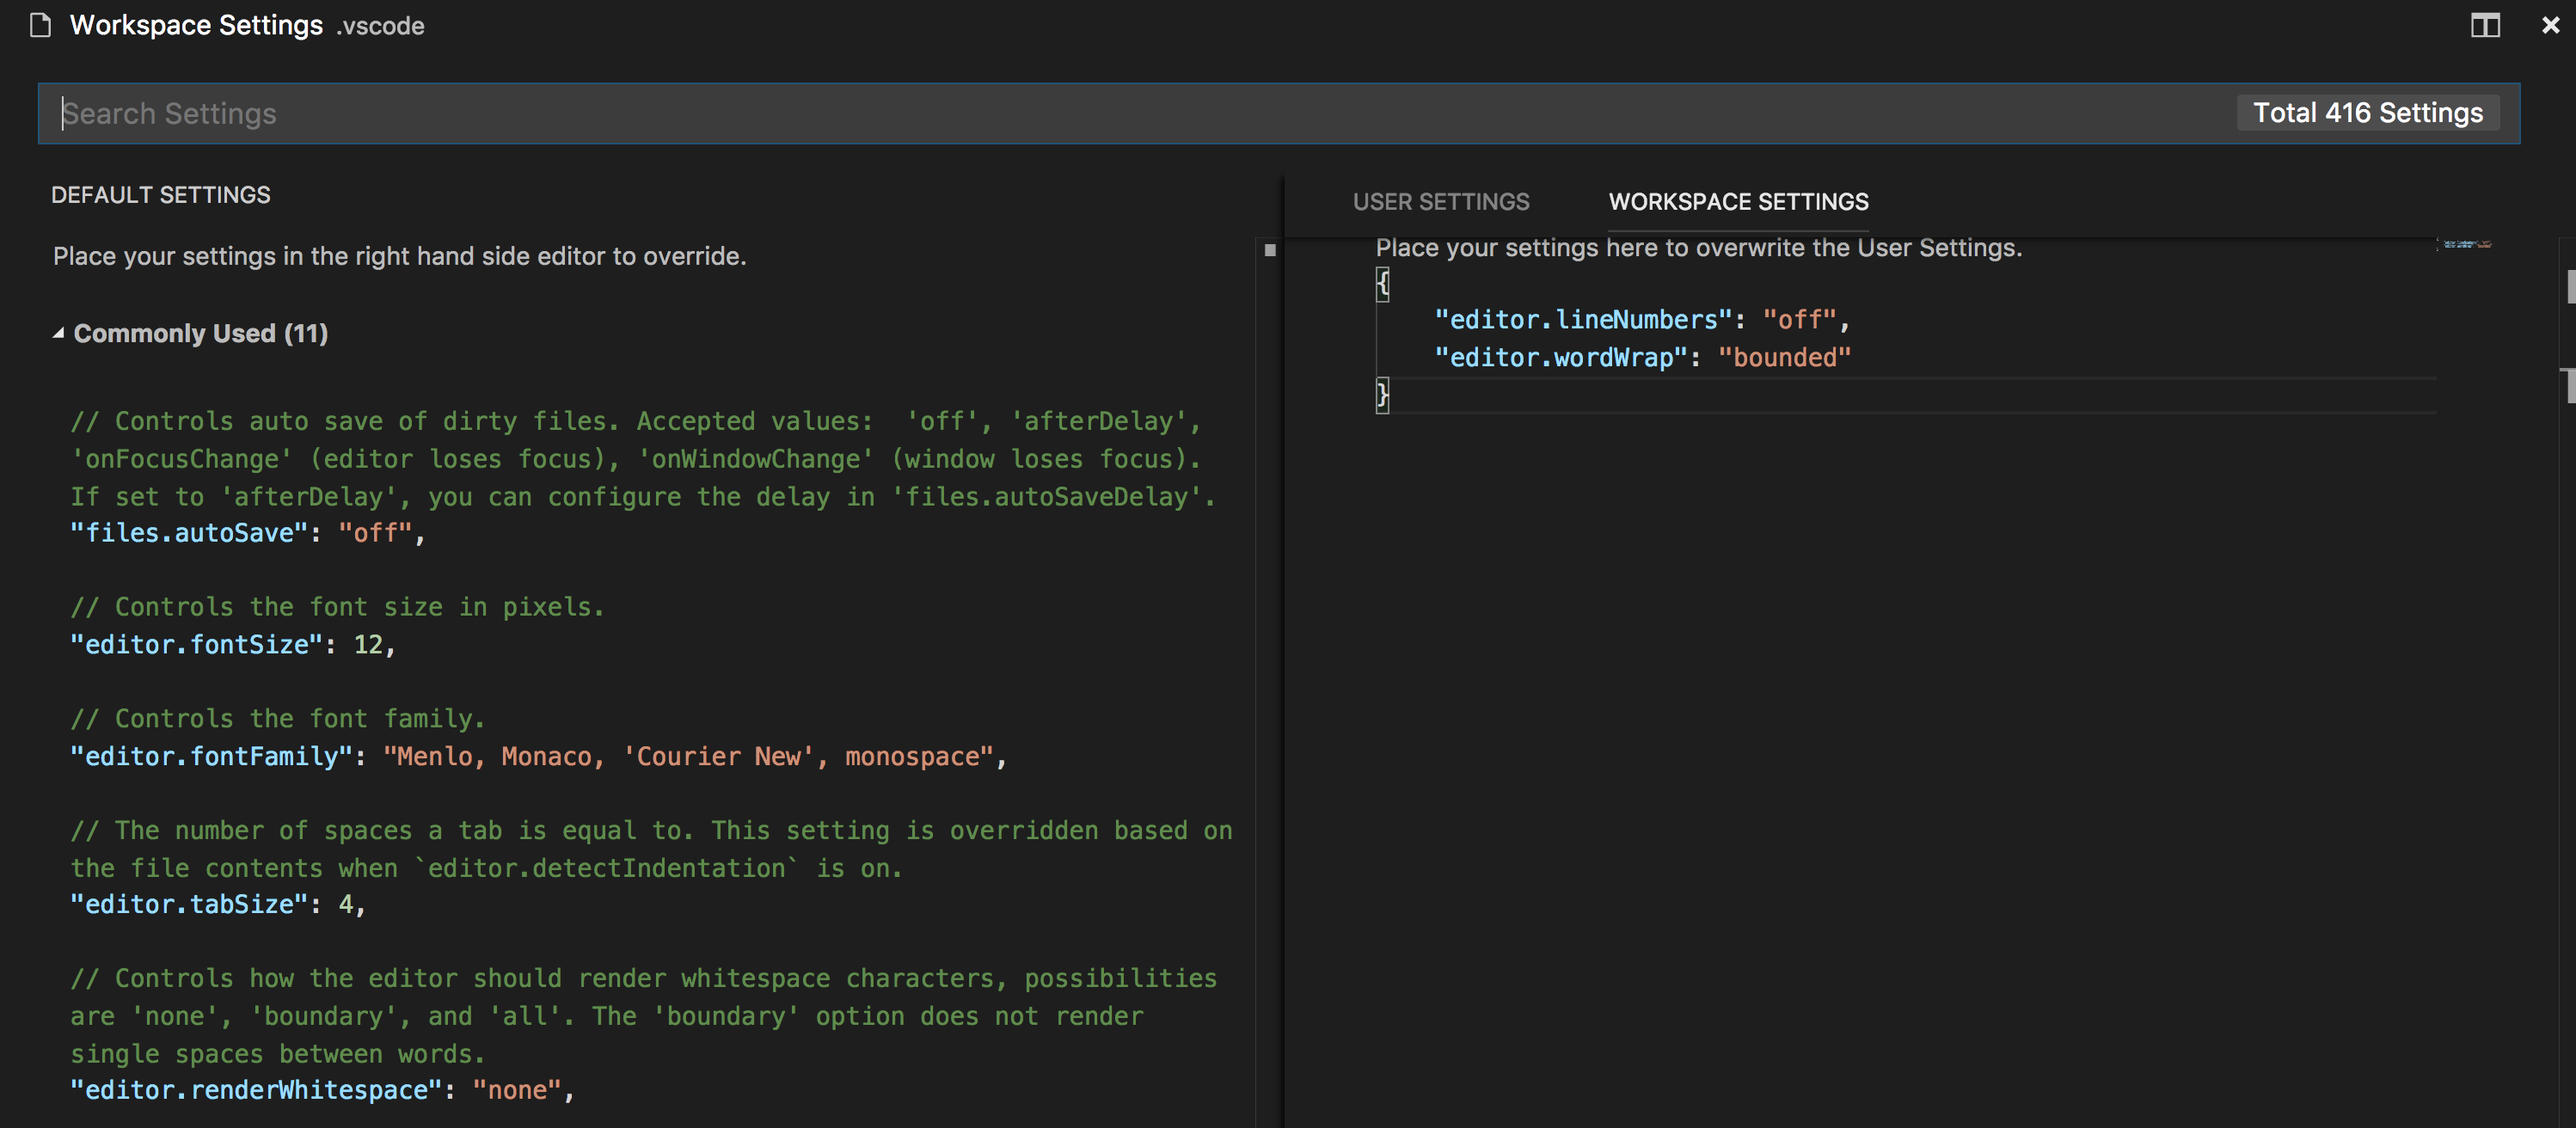 Workspace Settings .vscode
Search Settings
Total 416 Settings
DEFAULT SETTINGS
Place your settings in the right hand side editor to override.
Commonly Used (11)
// Controls auto save of dirty files. Accepted values:  'off', 'afterDelay',
'onFocusChange' (editor loses focus), 'onWindowChange' (window loses focus).
If set to 'afterDelay', you can configure the delay in 'files.autoSaveDelay'.
"files.autoSave": "off",
// Controls the font size in pixels.
"editor.fontSize": 12,
// Controls the font family.
"editor.fontFamily": "Menlo, Monaco, 'Courier New', monospace",
// The number of spaces a tab is equal to. This setting is overridden based on
the file contents when `editor.detectIndentation` is on.
"editor.tabSize": 4,
// Controls how the editor should render whitespace characters, possibilities
are 'none', 'boundary', and 'all'. The 'boundary' option does not render
single spaces between words.
"editor.renderWhitespace": "none",
USER SETTINGS
WORKSPACE SETTINGS
Place your settings here to overwrite the User Settings.
{
"editor.lineNumbers": "off",
"editor.wordWrap": "bounded"
}